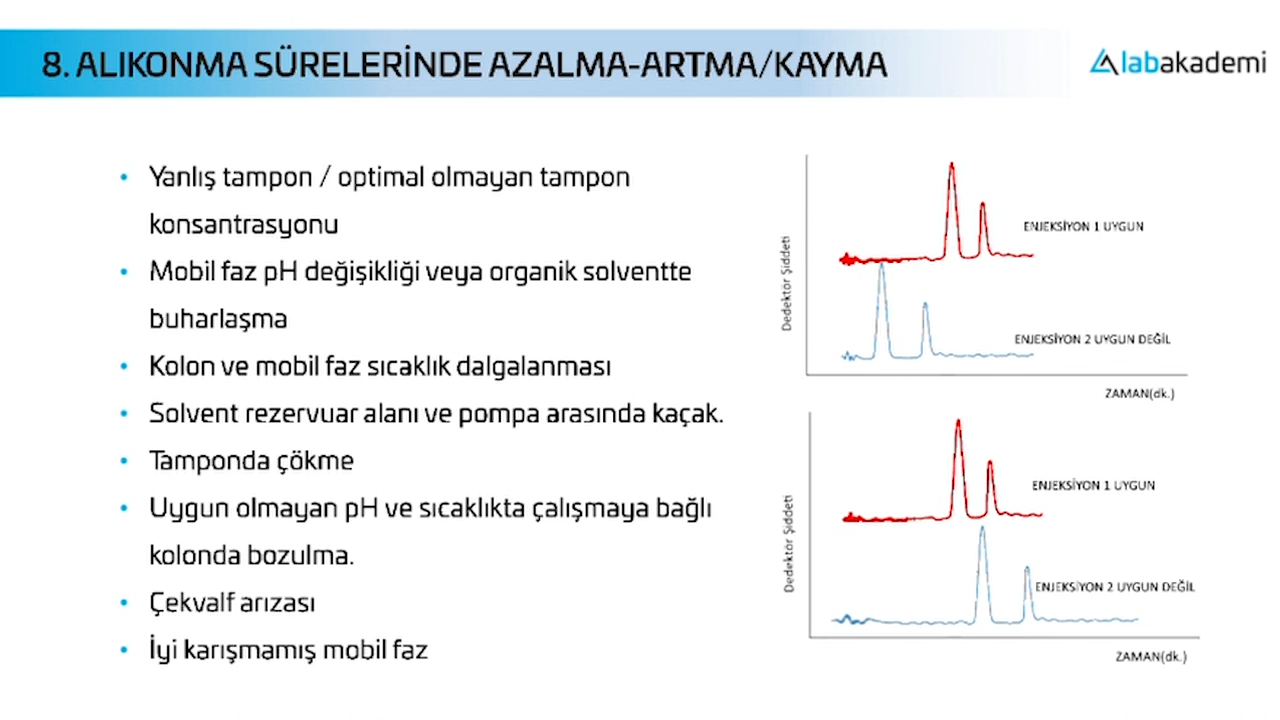 8. ALIKONMA SÜRELERİNDE AZALMA-ARTMA/KAYMA
labakademi
• Yanlış tampon / optimal olmayan tampon
konsantrasyonu
• Mobil faz pH değişikliği veya organik solventte
buharlaşma
• Kolon ve mobil faz sıcaklık dalgalanması
• Solvent rezervuar alanı ve pompa arasında kaçak.
• Tamponda çökme
• Uygun olmayan pH ve sıcaklıkta çalışmaya bağlı
kolonda bozulma.
• Çekvalf arızası
• İyi karışmamış mobil faz
Dedektör Şiddeti
ENJEKSİYON 1 UYGUN
ENJEKSİYON 2 UYGUN DEĞİL
ZAMAN(dk.)
Dedektör Şiddeti
ENJEKSİYON 1 UYGUN
ENJEKSİYON 2 UYGUN DEĞİL
ZAMAN(dk.)